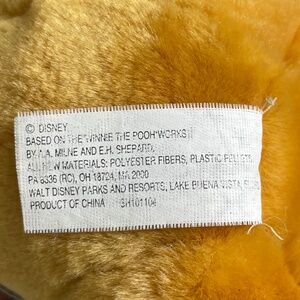 © DISNEY
BASED ON THE "WINNIE THE POOH" WORKS
BY A.A. MILNE AND E.H. SHEPARD.
ALL NEW MATERIALS: POLYESTER FIBERS, PLASTIC PELLETS
PA 6336 (RC), OH 18724, MA 2000
WALT DISNEY PARKS AND RESORTS, LAKE BUENA VISTA,
PRODUCT OF CHINA